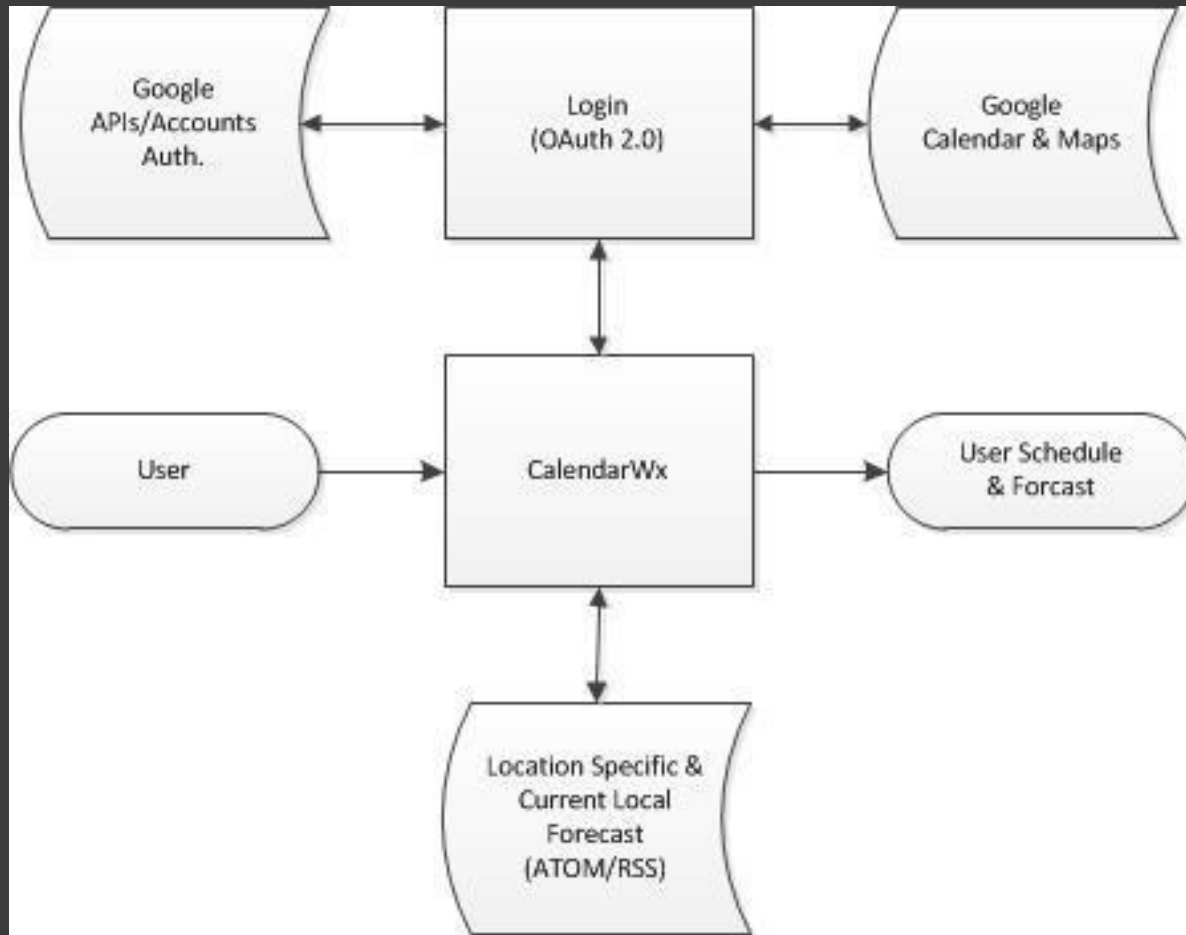 Google
APIs/Accounts
Auth.
Login
(OAuth 2.0)
Google
Calendar & Maps
User
CalendarWx
User Schedule
& Forcast
Location Specific &
Current Local
Forecast
(ATOM/RSS)